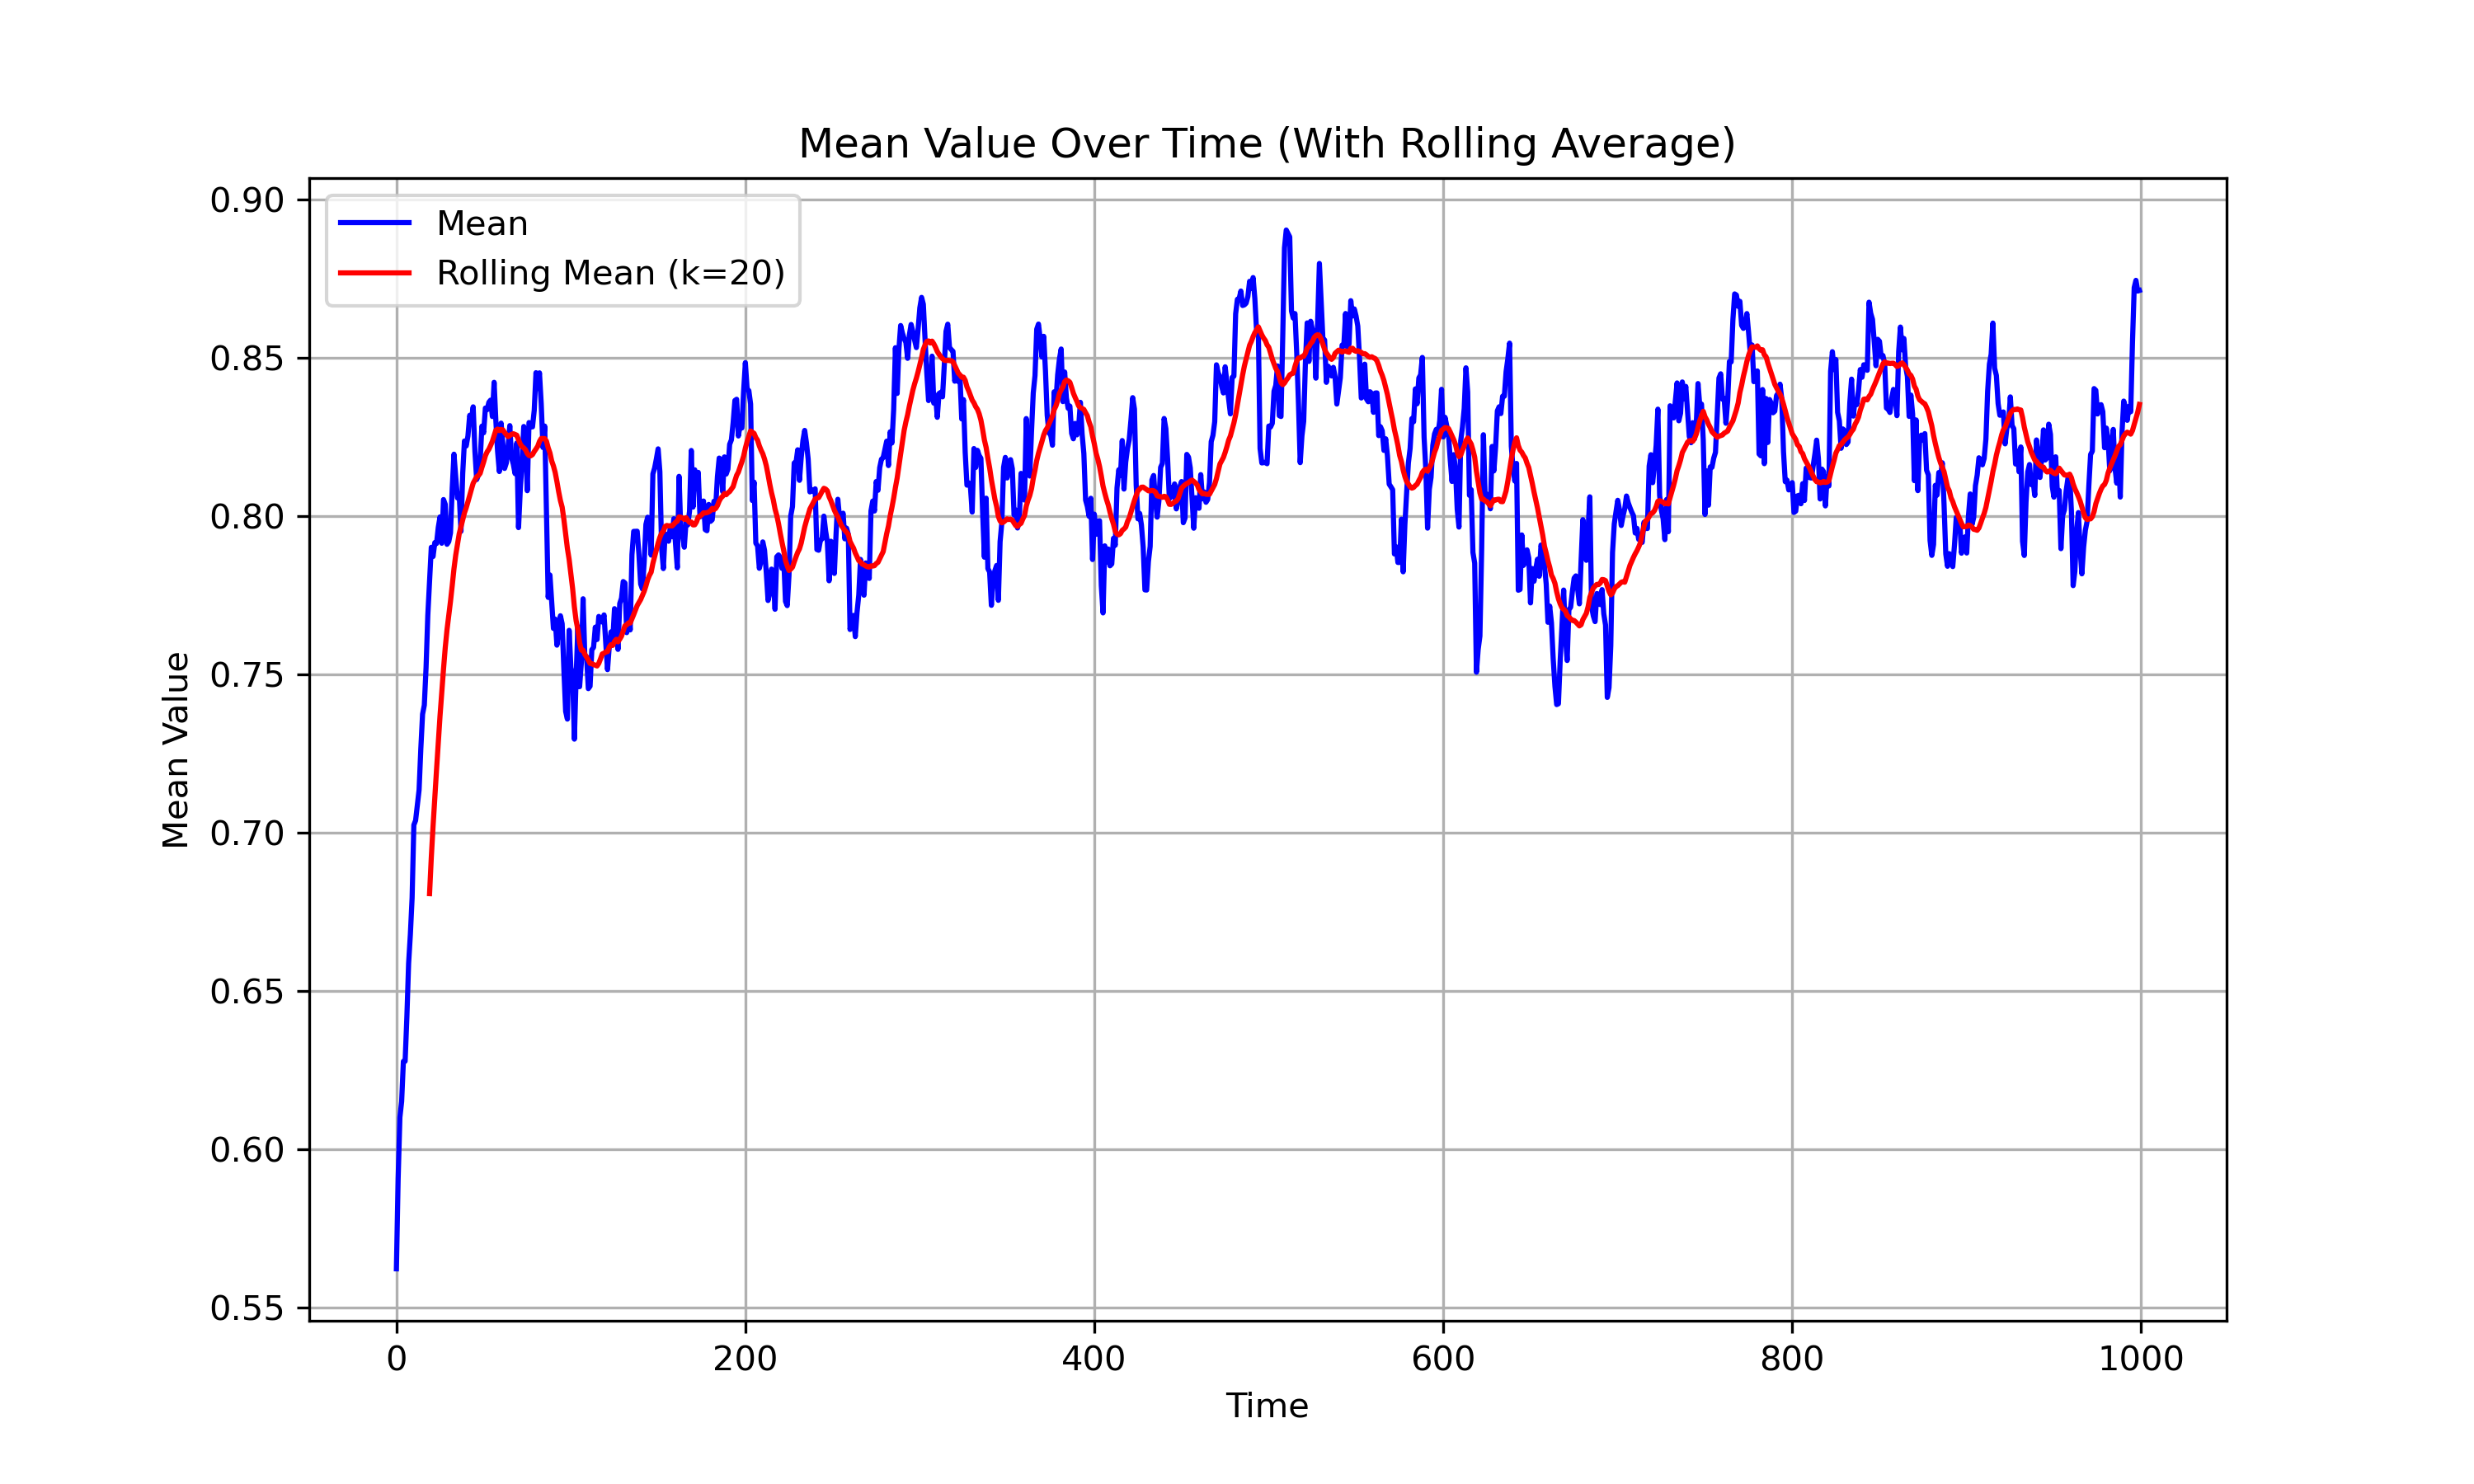 Mean Value Over Time (With Rolling Average)
Mean
Rolling Mean (k=20)
Mean Value
0.90
0.85
0.80
0.75
0.70
0.65
0.60
0.55
0 200 400 600 800 1000
Time